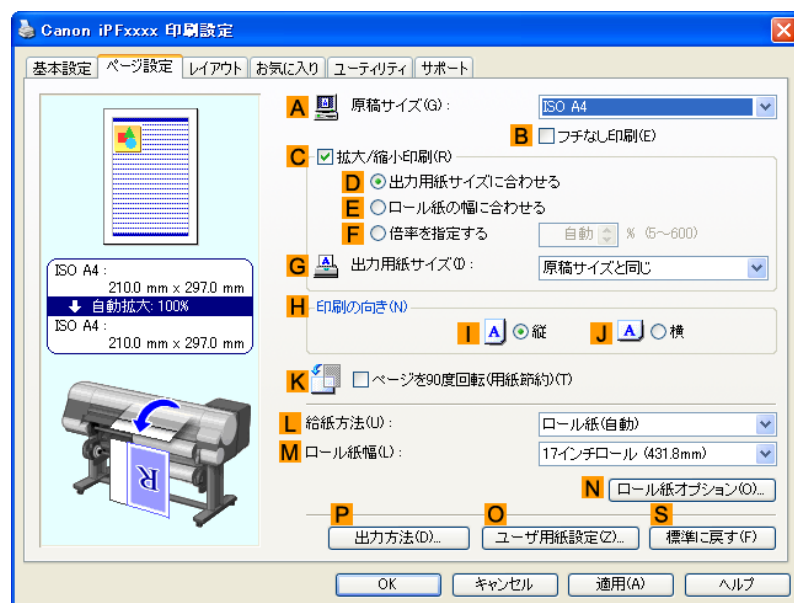 Canon iPFxxxx 印刷設定
基本設定 ページ設定 レイアウト お気に入り ユーティリティ サポート
A 原稿サイズ(G) : ISO A4
B フチなし印刷(E)
C 拡大/縮小印刷(R)
D 出力用紙サイズに合わせる
E ロール紙の幅に合わせる
F 倍率を指定する 自動 % (5～600)
G 出力用紙サイズ(I) : 原稿サイズと同じ
ISO A4 :
210.0 mm x 297.0 mm
自動拡大: 100%
ISO A4 :
210.0 mm x 297.0 mm
H 印刷の向き(N)
I A 縦 J A 横
K ページを90度回転(用紙節約)(T)
L 給紙方法(U) : ロール紙(自動)
M ロール紙幅(L) : 17インチロール (431.8mm)
N ロール紙オプション(O)...
R
P O S
出力方法(D)... ユーザ用紙設定(Z)... 標準に戻す(F)
OK キャンセル 適用(A) ヘルプ